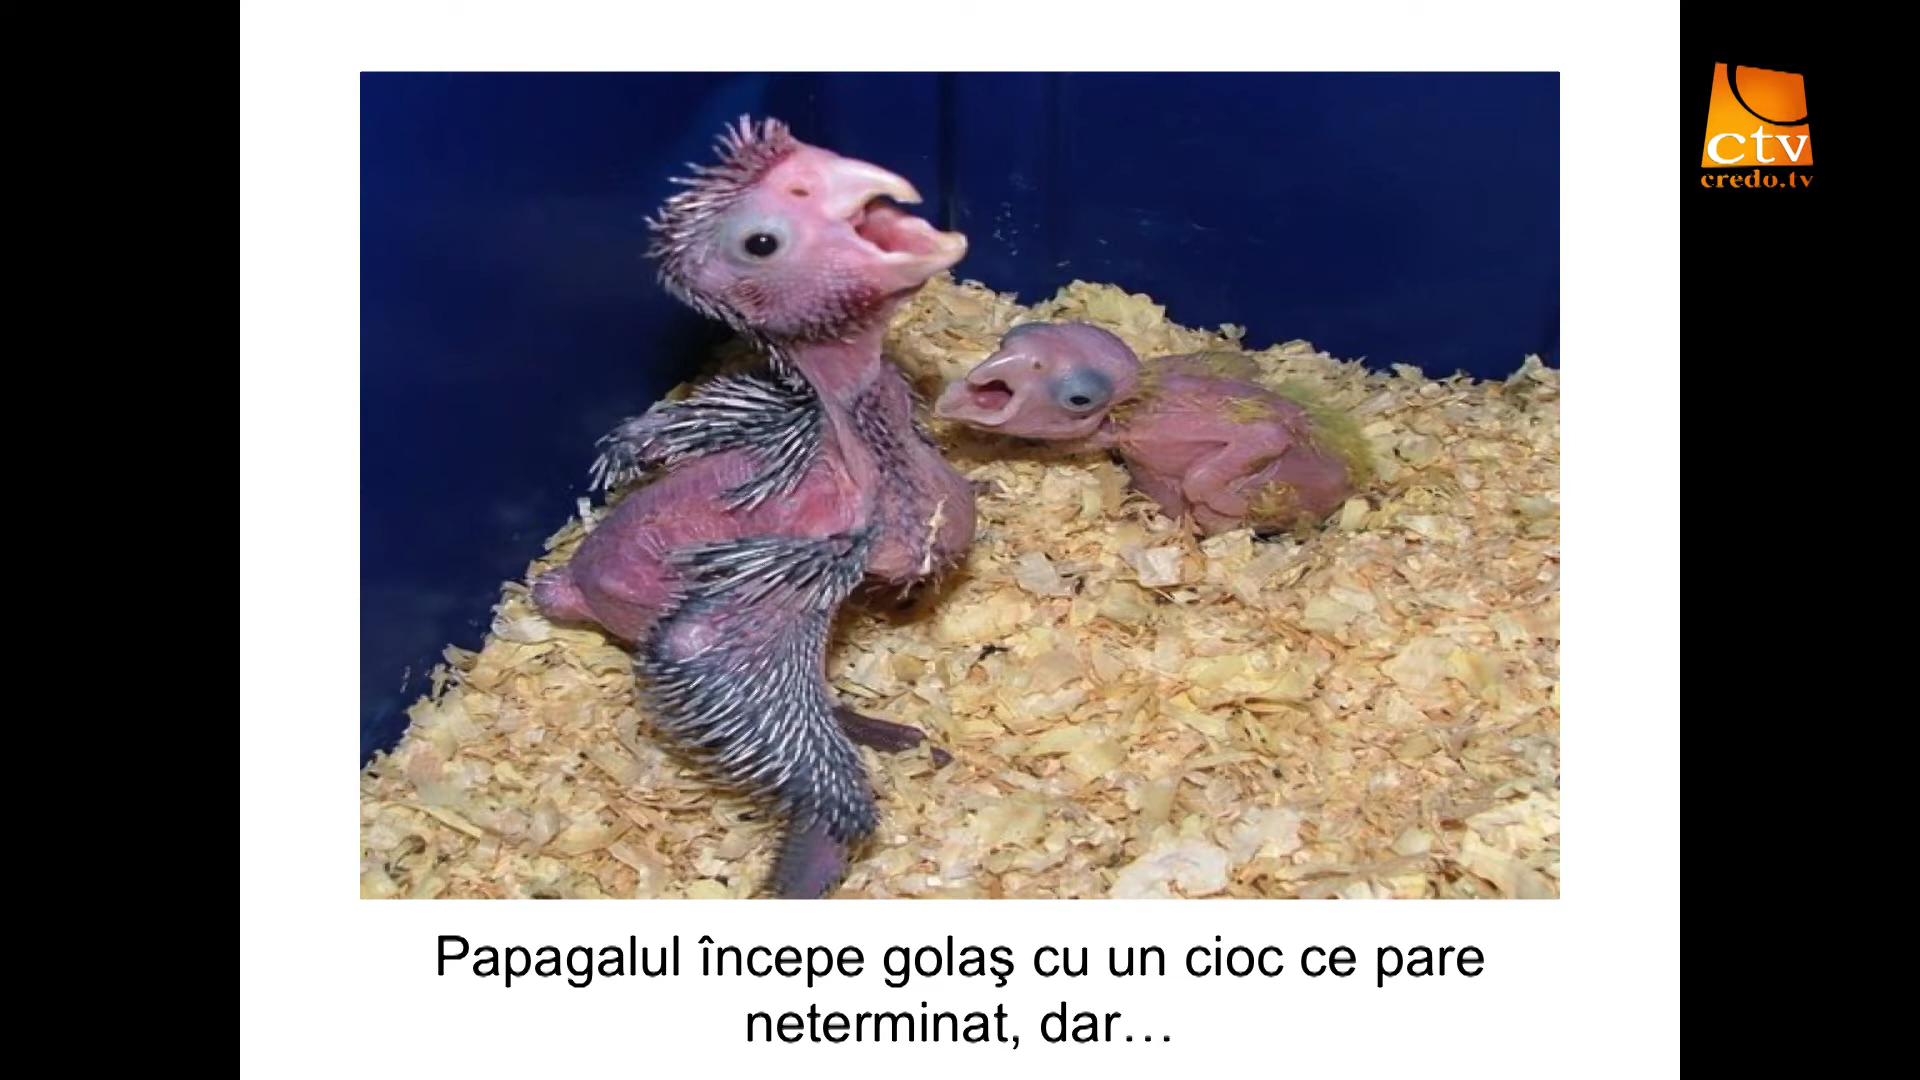 ctv
credo.tv
Papagalul începe golaş cu un cioc ce pare
neterminat, dar…